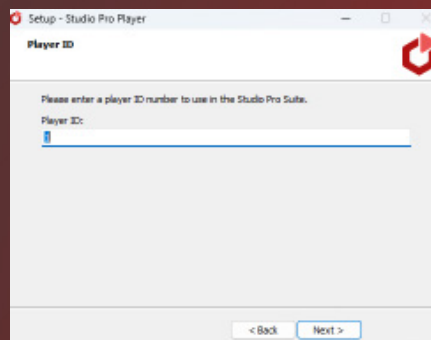 Setup - Studio Pro Player
Player ID
Please enter a player ID number to use in the Studio Pro Suite.
Player ID:
< Back
Next >